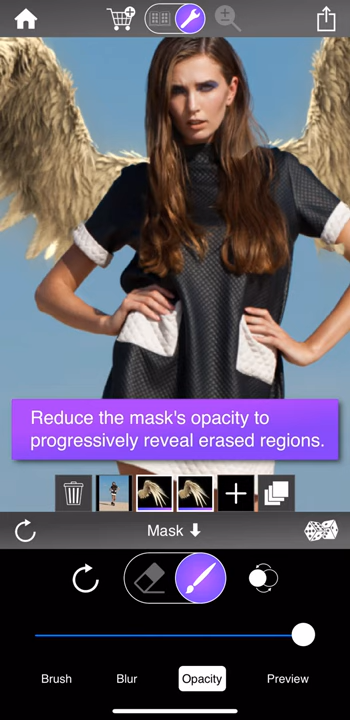 Reduce the mask's opacity to
progressively reveal erased regions.
Mask
Brush Blur Opacity Preview